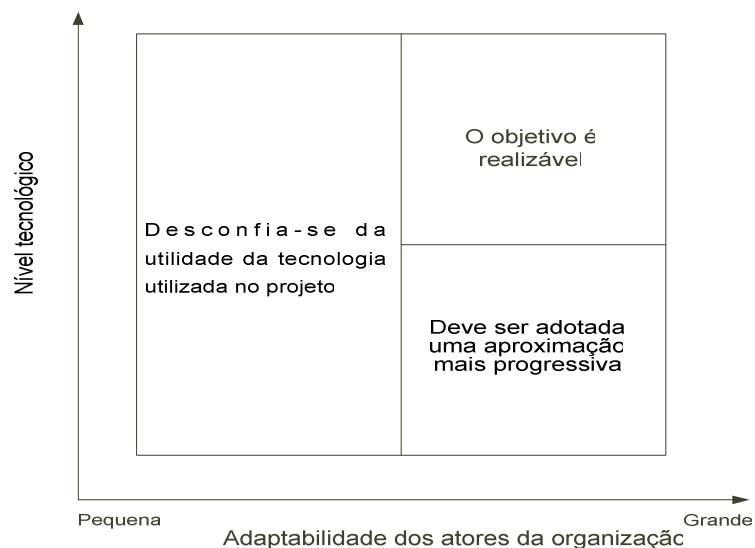 Nível tecnológico
O objetivo é
realizável
Desconfia-se da
utilidade da tecnologia
utilizada no projeto
Deve ser adotada
uma aproximação
mais progressiva
Pequena
Grande
Adaptabilidade dos atores da organização